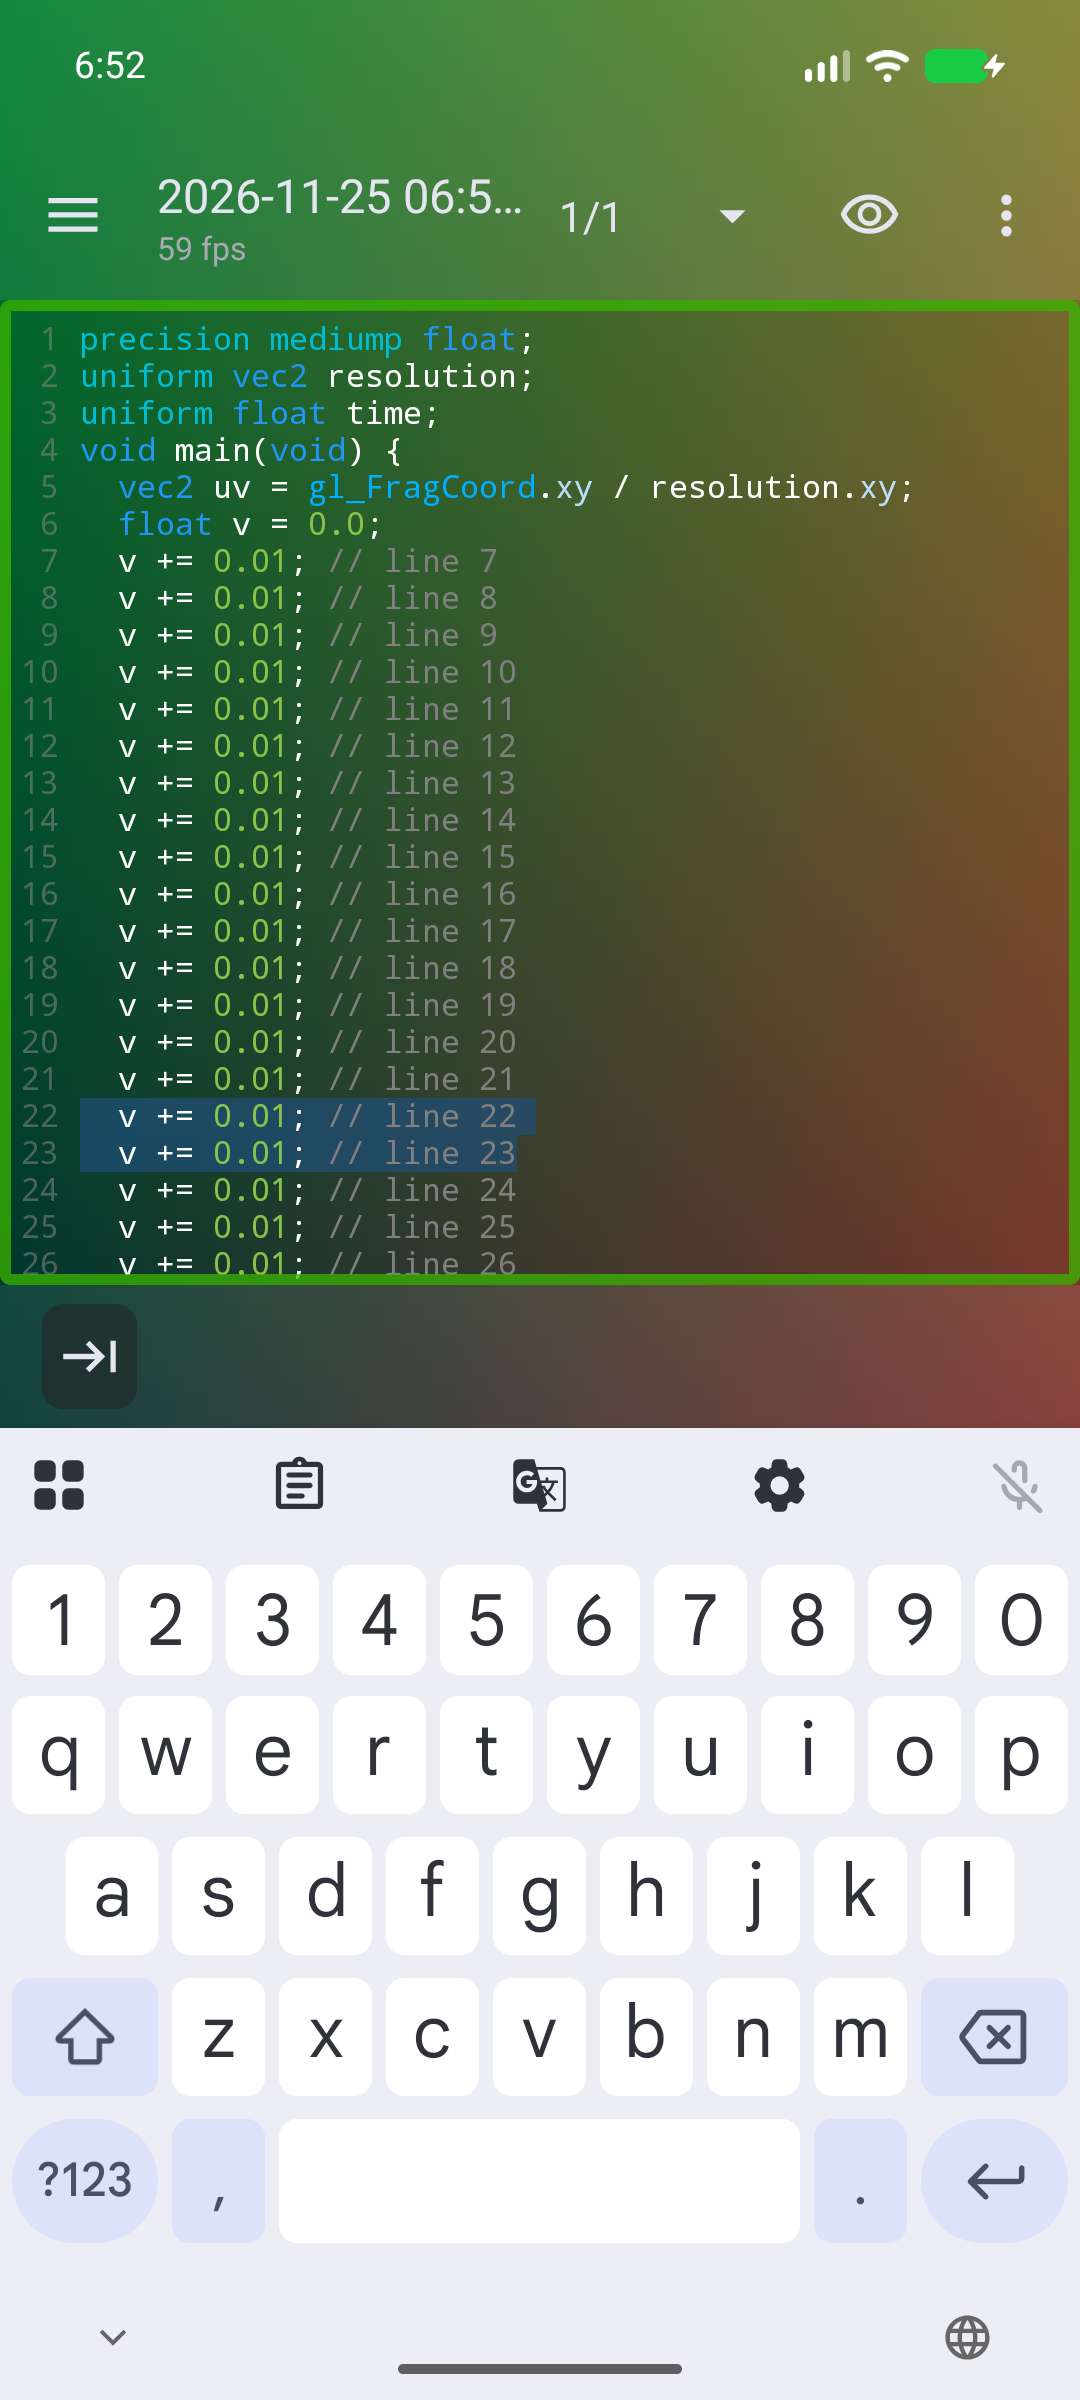 6:52
2026-11-25 06:5…
59 fps
1/1
1 precision mediump float;
2 uniform vec2 resolution;
3 uniform float time;
4 void main(void) {
5   vec2 uv = gl_FragCoord.xy / resolution.xy;
6   float v = 0.0;
7   v += 0.01; // line 7
8   v += 0.01; // line 8
9   v += 0.01; // line 9
10   v += 0.01; // line 10
11   v += 0.01; // line 11
12   v += 0.01; // line 12
13   v += 0.01; // line 13
14   v += 0.01; // line 14
15   v += 0.01; // line 15
16   v += 0.01; // line 16
17   v += 0.01; // line 17
18   v += 0.01; // line 18
19   v += 0.01; // line 19
20   v += 0.01; // line 20
21   v += 0.01; // line 21
22   v += 0.01; // line 22
23   v += 0.01; // line 23
24   v += 0.01; // line 24
25   v += 0.01; // line 25
26   v += 0.01; // line 26
G 文
1 2 3 4 5 6 7 8 9 0
q w e r t y u i o p
a s d f g h j k l
z x c v b n m
?123 , .